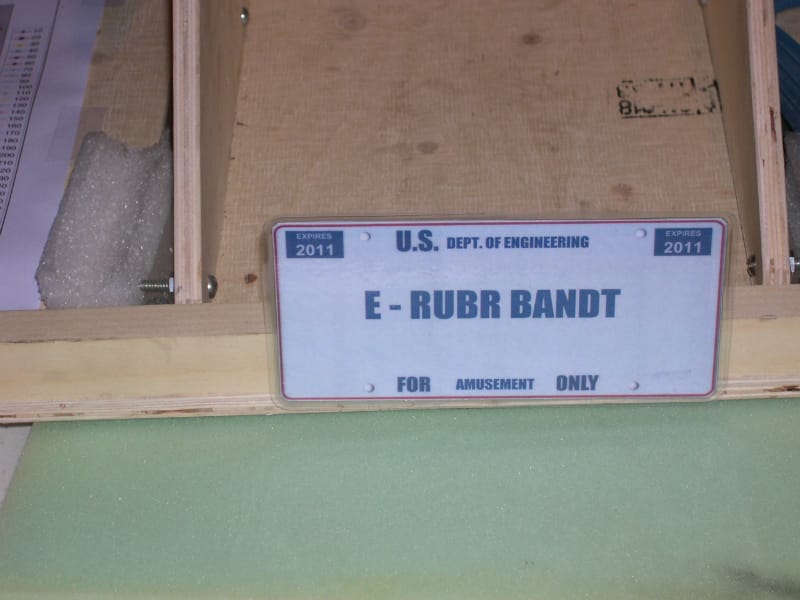 EXPIRES
2011
U.S. DEPT. OF ENGINEERING
EXPIRES
2011
E - RUBR BANDT
FOR AMUSEMENT ONLY